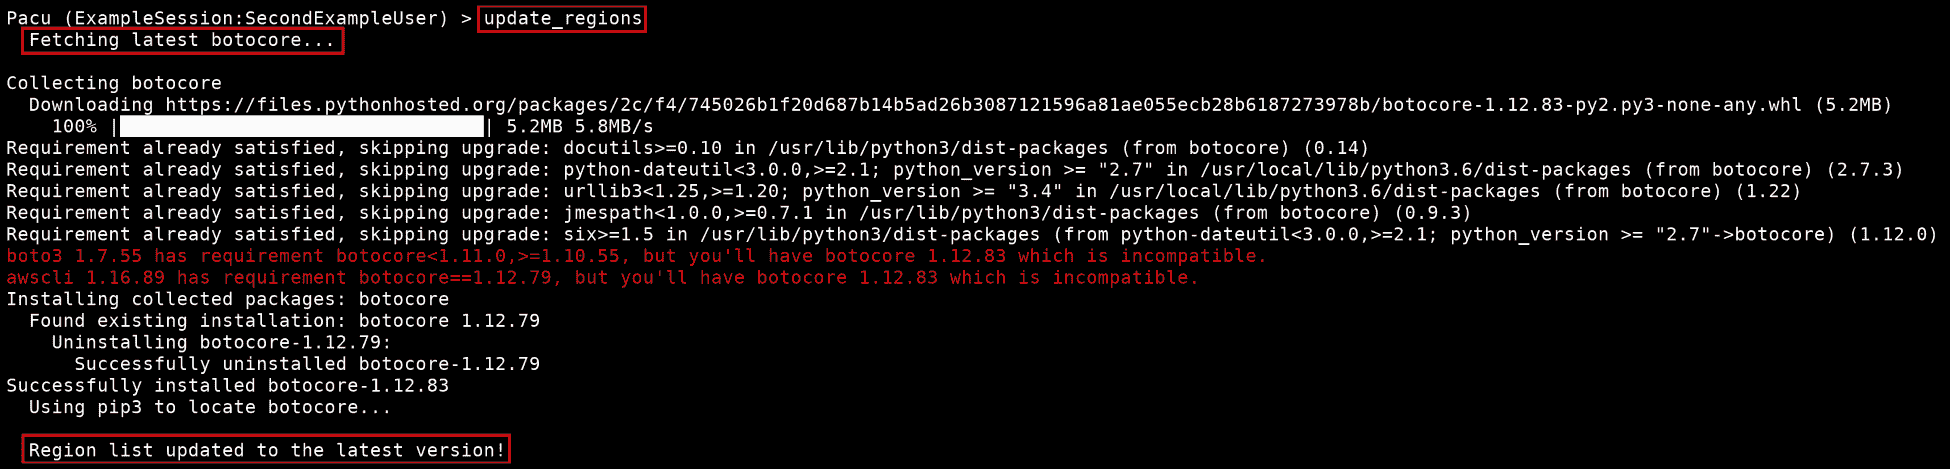 Pacu (ExampleSession:SecondExampleUser) > update_regions
Fetching latest botocore...
Collecting botocore
Downloading https://files.pythonhosted.org/packages/2c/f4/745026b1f20d687b14b5ad26b3087121596a81ae055ecb28b6187273978b/botocore-1.12.83-py2.py3-none-any.whl (5.2MB)
100% |████████████████████████████████| 5.2MB 5.8MB/s
Requirement already satisfied, skipping upgrade: docutils>=0.10 in /usr/lib/python3/dist-packages (from botocore) (0.14)
Requirement already satisfied, skipping upgrade: python-dateutil<3.0.0,>=2.1; python_version >= "2.7" in /usr/local/lib/python3.6/dist-packages (from botocore) (2.7.3)
Requirement already satisfied, skipping upgrade: urllib3<1.25,>=1.20; python_version >= "3.4" in /usr/local/lib/python3.6/dist-packages (from botocore) (1.22)
Requirement already satisfied, skipping upgrade: jmespath<1.0.0,>=0.7.1 in /usr/lib/python3/dist-packages (from botocore) (0.9.3)
Requirement already satisfied, skipping upgrade: six>=1.5 in /usr/lib/python3/dist-packages (from python-dateutil<3.0.0,>=2.1; python_version >= "2.7"->botocore) (1.12.0)
boto3 1.7.55 has requirement botocore<1.11.0,>=1.10.55, but you'll have botocore 1.12.83 which is incompatible.
awscli 1.16.89 has requirement botocore==1.12.79, but you'll have botocore 1.12.83 which is incompatible.
Installing collected packages: botocore
Found existing installation: botocore 1.12.79
Uninstalling botocore-1.12.79:
Successfully uninstalled botocore-1.12.79
Successfully installed botocore-1.12.83
Using pip3 to locate botocore...
Region list updated to the latest version!